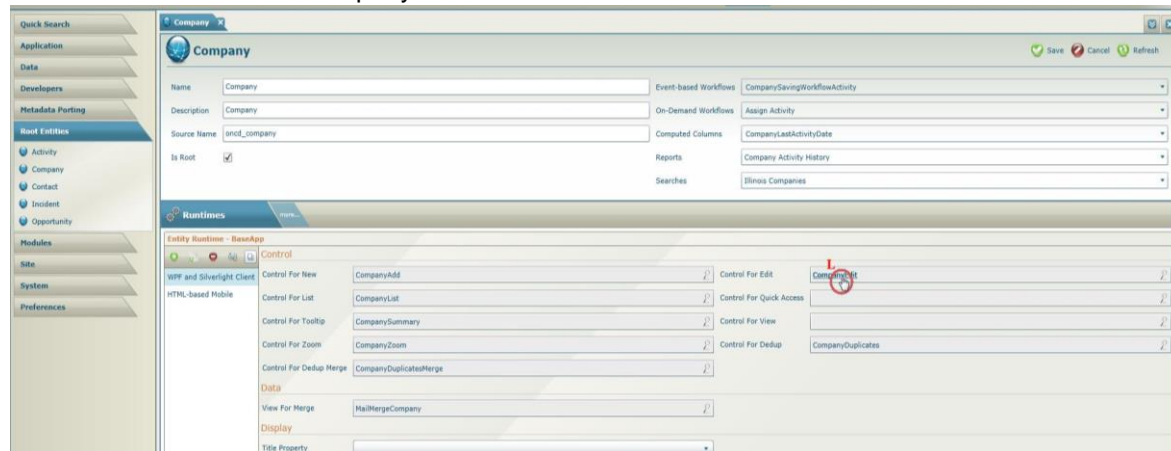 Quick Search
Application
Data
Developers
Metadata Porting
Root Entities
Activity
Company
Contact
Incident
Opportunity
Modules
Site
System
Preferences
Company
Company
Save Cancel Refresh
Name Company Event-based Workflows CompanySavingWorkflowActivity
Description Company On-Demand Workflows Assign Activity
Source Name oncd_company Computed Columns CompanyLastActivityDate
Is Root Reports Company Activity History
Searches Illinois Companies
Runtimes more...
Entity Runtime - BaseApp
Control
WPF and Silverlight Client Control For New CompanyAdd Control For Edit
L
HTML-based Mobile Control For List CompanyList Control For Quick Access
Control For Tooltip CompanySummary Control For View
Control For Zoom CompanyZoom Control For Dedup CompanyDuplicates
Control For Dedup Merge CompanyDuplicatesMerge
Data
View For Merge MailMergeCompany
Display
Title Property